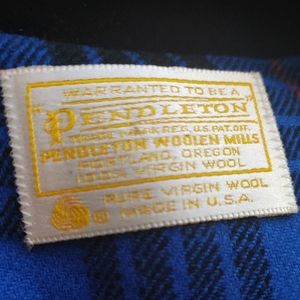 WARRANTED TO BE A
"PENDLETON"
TRADE MARK REG. U.S. PAT. OFF.
PENDLETON WOOLEN MILLS
PORTLAND, OREGON
100% VIRGIN WOOL
PURE VIRGIN WOOL
® MADE IN U.S.A.